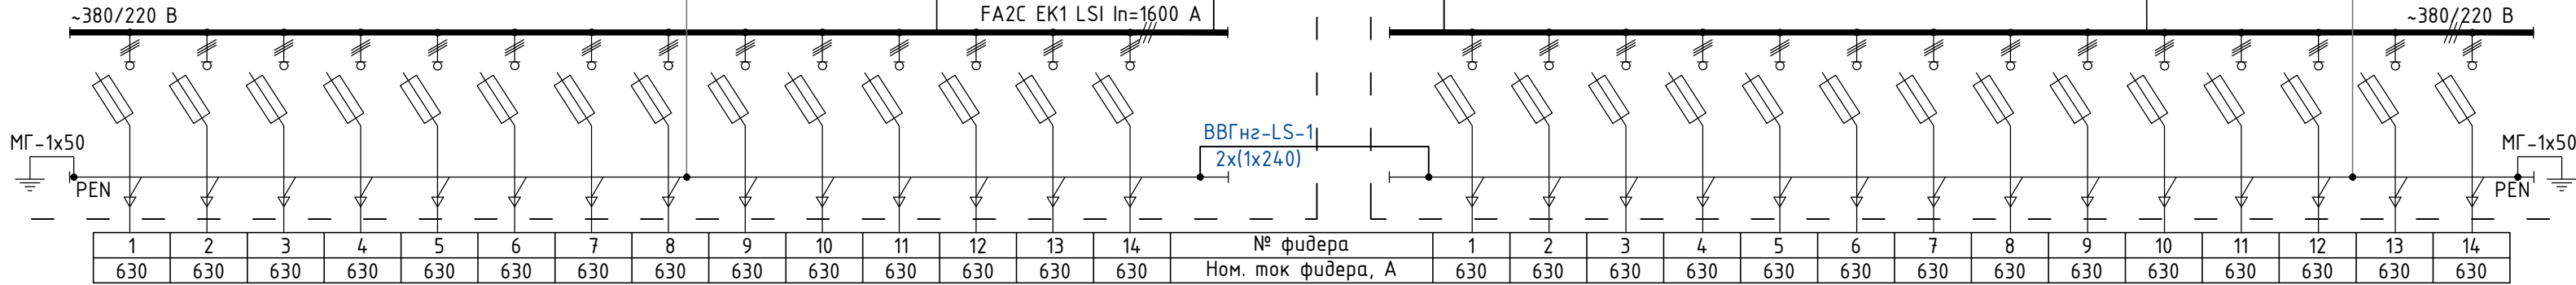 ~380/220 В
FA2C EK1 LSI In=1600 А
~380/220 В
МГ-1х50
ВВГнг-LS-1
2х(1х240)
МГ-1х50
PEN
PEN
1 2 3 4 5 6 7 8 9 10 11 12 13 14 № фидера 1 2 3 4 5 6 7 8 9 10 11 12 13 14
630 630 630 630 630 630 630 630 630 630 630 630 630 630 Ном. ток фидера, А 630 630 630 630 630 630 630 630 630 630 630 630 630 630